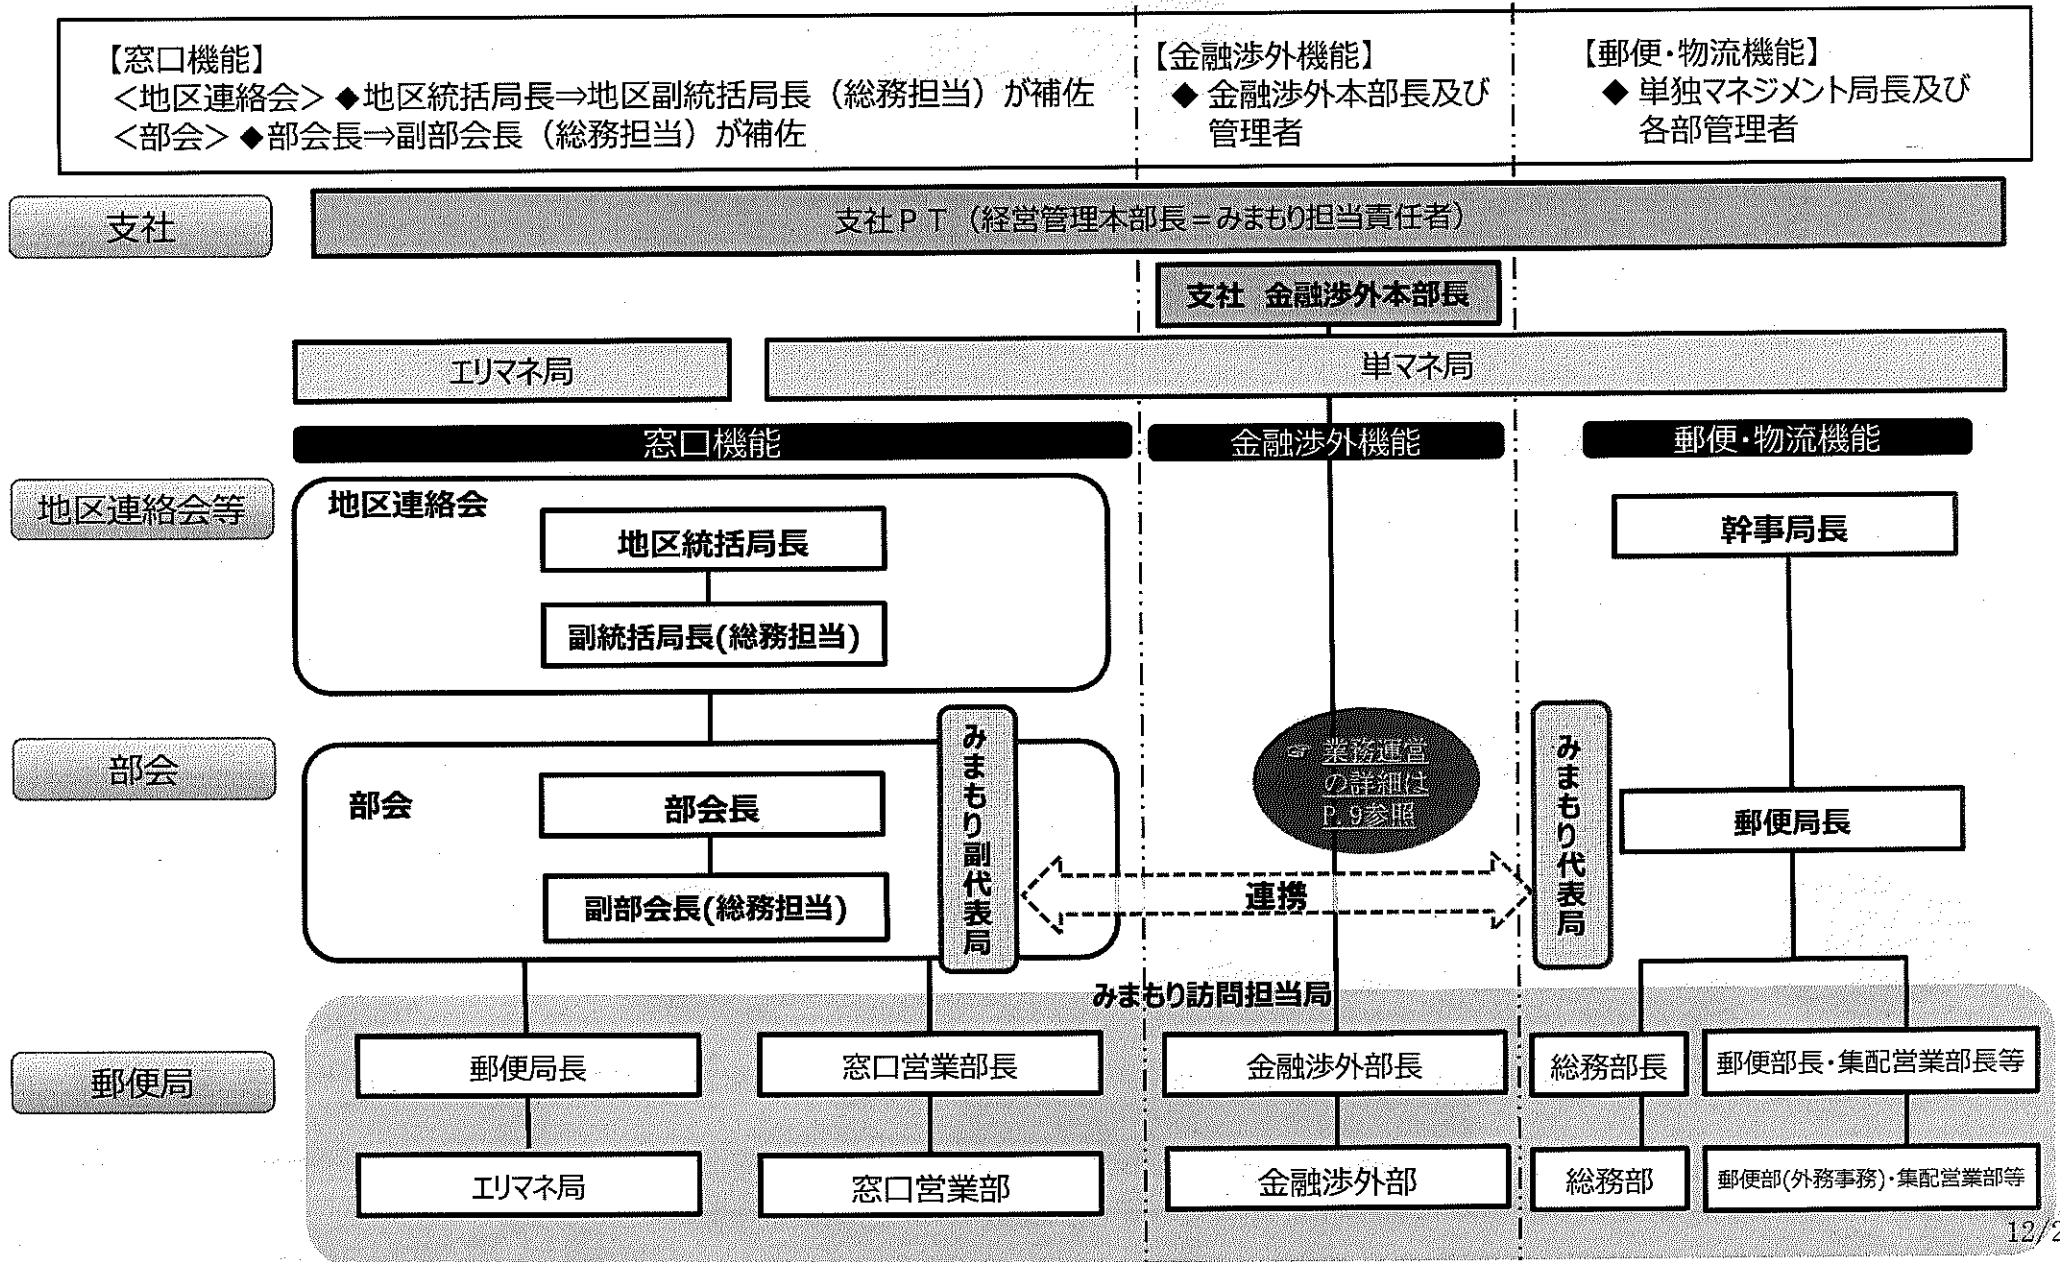 【窓口機能】
<地区連絡会> ◆地区統括局長⇒地区副統括局長（総務担当）が補佐
<部会> ◆部会長⇒副部会長（総務担当）が補佐
【金融渉外機能】
◆ 金融渉外本部長及び
管理者
【郵便・物流機能】
◆ 単独マネジメント局長及び
各部管理者
支社
支社ＰＴ（経営管理本部長＝みまもり担当責任者）
支社 金融渉外本部長
エリマネ局
単マネ局
窓口機能
金融渉外機能
郵便・物流機能
地区連絡会等
地区連絡会
地区統括局長
副統括局長(総務担当)
幹事局長
部会
部会
部会長
副部会長(総務担当)
みまもり副代表局
☞ 業務運営
の詳細は
P.9参照
連携
みまもり代表局
郵便局長
みまもり訪問担当局
郵便局
郵便局長
窓口営業部長
金融渉外部長
総務部長
郵便部長・集配営業部長等
エリマネ局
窓口営業部
金融渉外部
総務部
郵便部(外務事務)・集配営業部等
12/2